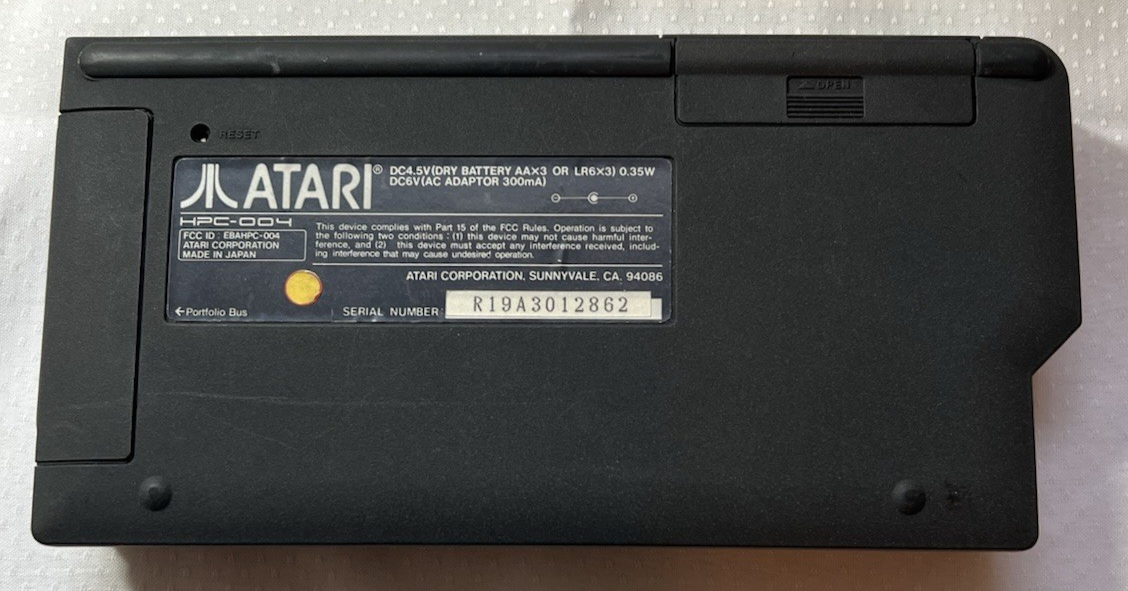 OPEN
RESET
ATARI® DC4.5V(DRY BATTERY AA×3 OR LR6×3) 0.35W
DC6V(AC ADAPTOR 300mA)
HPC-004
FCC ID : EBAHPC-004
ATARI CORPORATION
MADE IN JAPAN
This device complies with Part 15 of the FCC Rules. Operation is subject to
the following two conditions : (1) this device may not cause harmful inter-
ference, and (2) this device must accept any interference received, includ-
ing interference that may cause undesired operation.
ATARI CORPORATION, SUNNYVALE, CA. 94086
←Portfolio Bus
SERIAL NUMBER R19A3012862